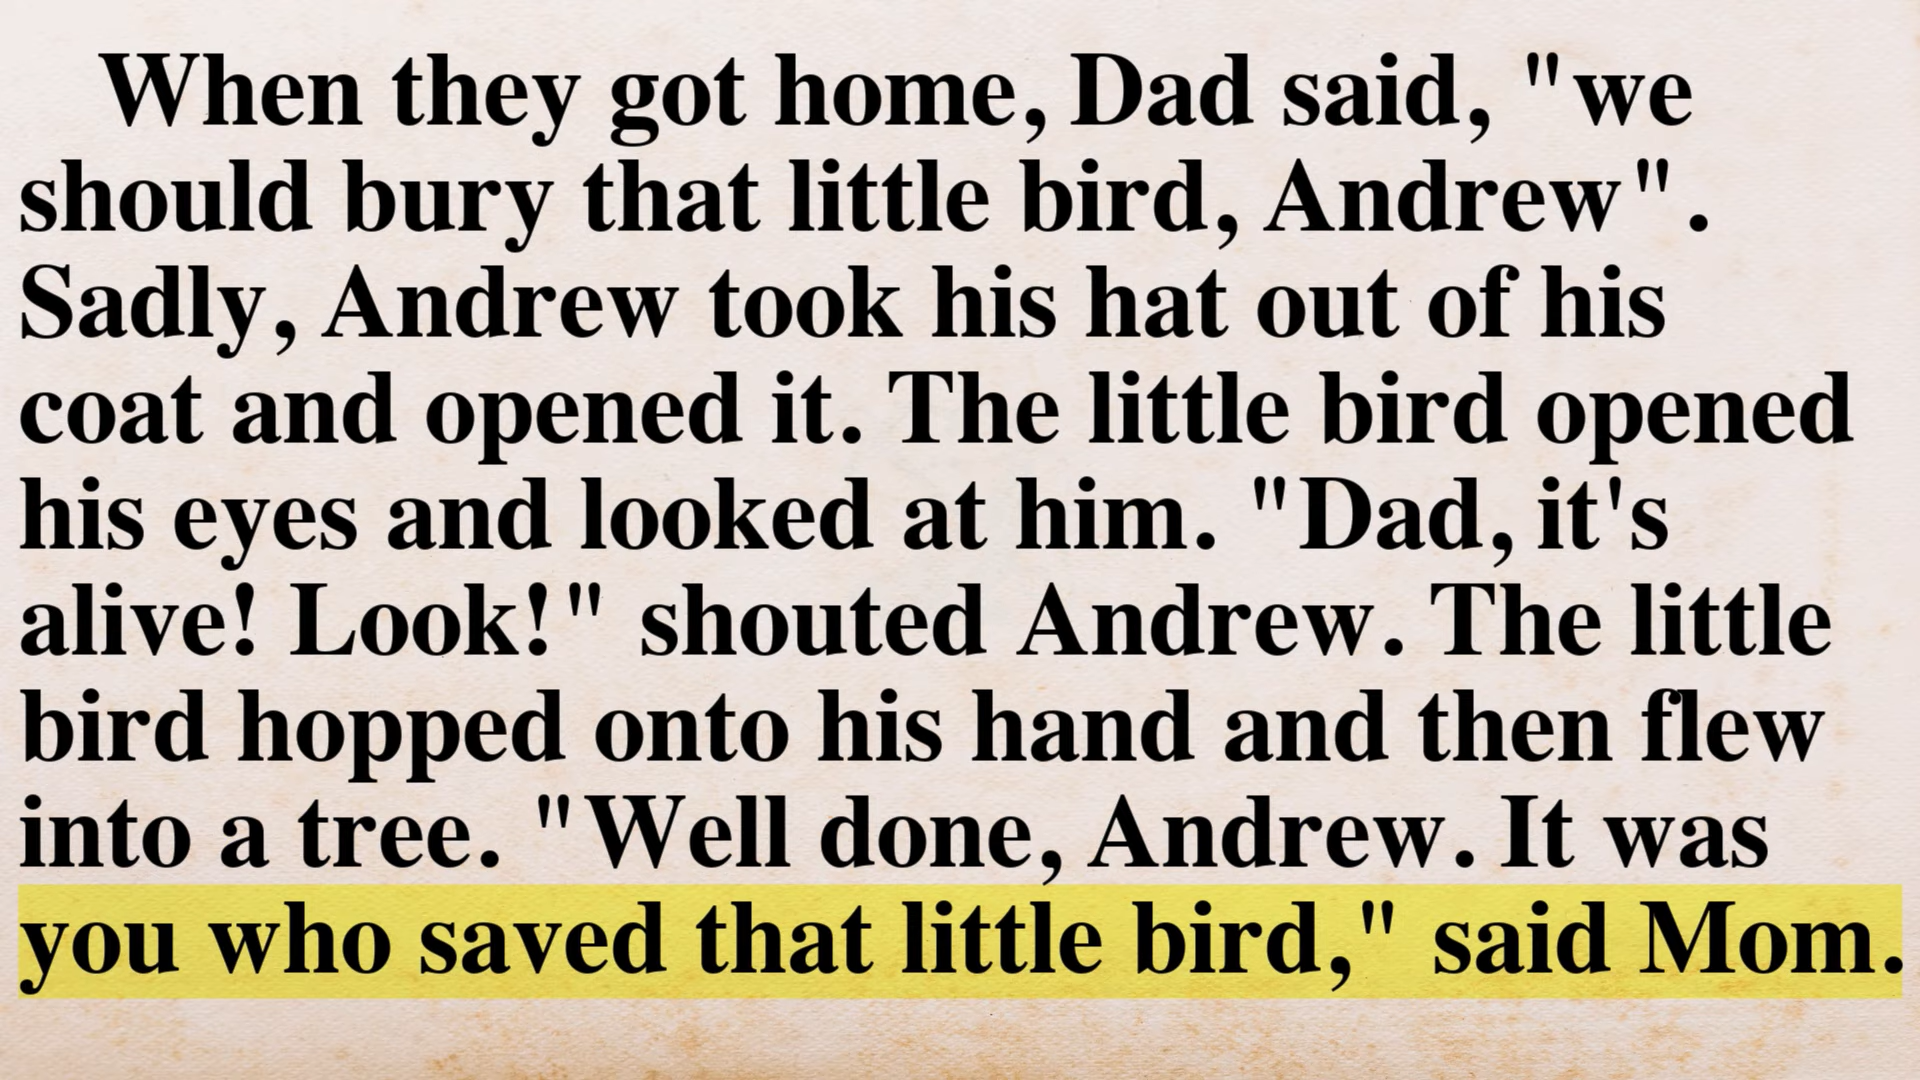 When they got home, Dad said, "we
should bury that little bird, Andrew".
Sadly, Andrew took his hat out of his
coat and opened it. The little bird opened
his eyes and looked at him. "Dad, it's
alive! Look!" shouted Andrew. The little
bird hopped onto his hand and then flew
into a tree. "Well done, Andrew. It was
you who saved that little bird," said Mom.